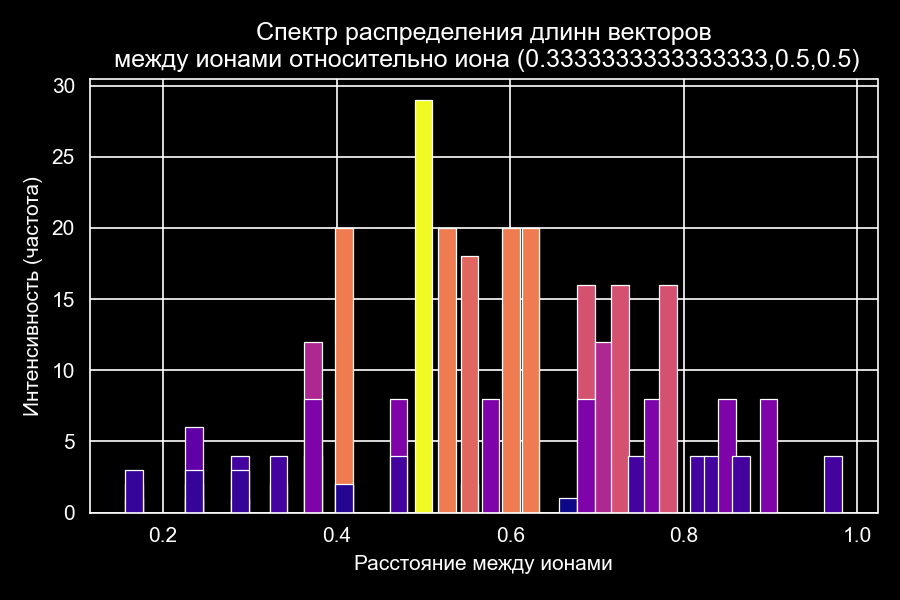 Спектр распределения длинн векторов
между ионами относительно иона (0.3333333333333333,0.5,0.5)
30
25
20
15
10
5
0
Интенсивность (частота)
0.2 0.4 0.6 0.8 1.0
Расстояние между ионами